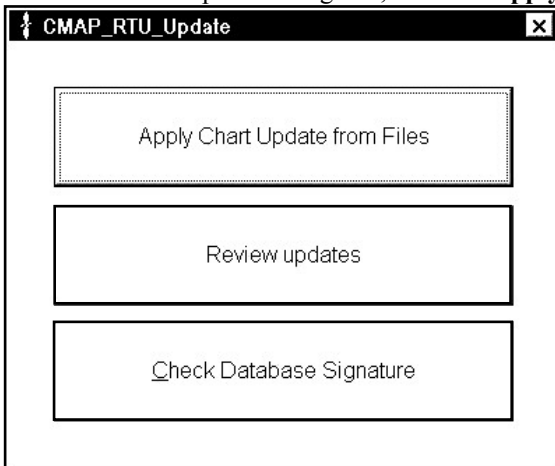 CMAP_RTU_Update
Apply Chart Update from Files
Review updates
Check Database Signature